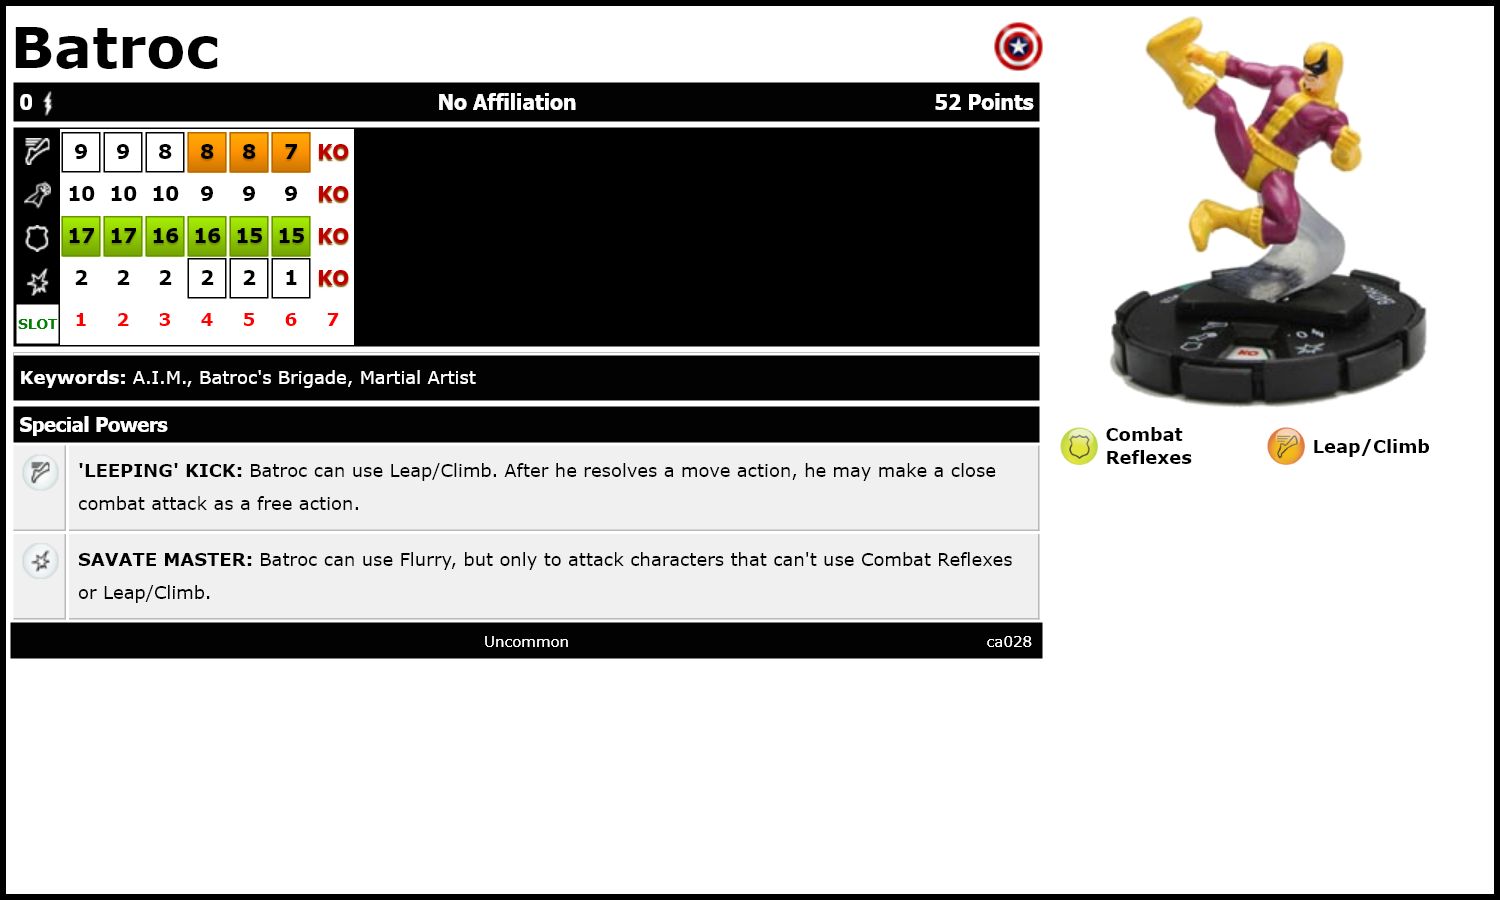 Batroc
0 No Affiliation 52 Points
9 9 8 8 8 7 KO
10 10 10 9 9 9 KO
17 17 16 16 15 15 KO
2 2 2 2 2 1 KO
SLOT 1 2 3 4 5 6 7
Keywords: A.I.M., Batroc's Brigade, Martial Artist
Special Powers
'LEEPING' KICK: Batroc can use Leap/Climb. After he resolves a move action, he may make a close
combat attack as a free action.
SAVATE MASTER: Batroc can use Flurry, but only to attack characters that can't use Combat Reflexes
or Leap/Climb.
Uncommon ca028
KO
Combat
Reflexes
Leap/Climb